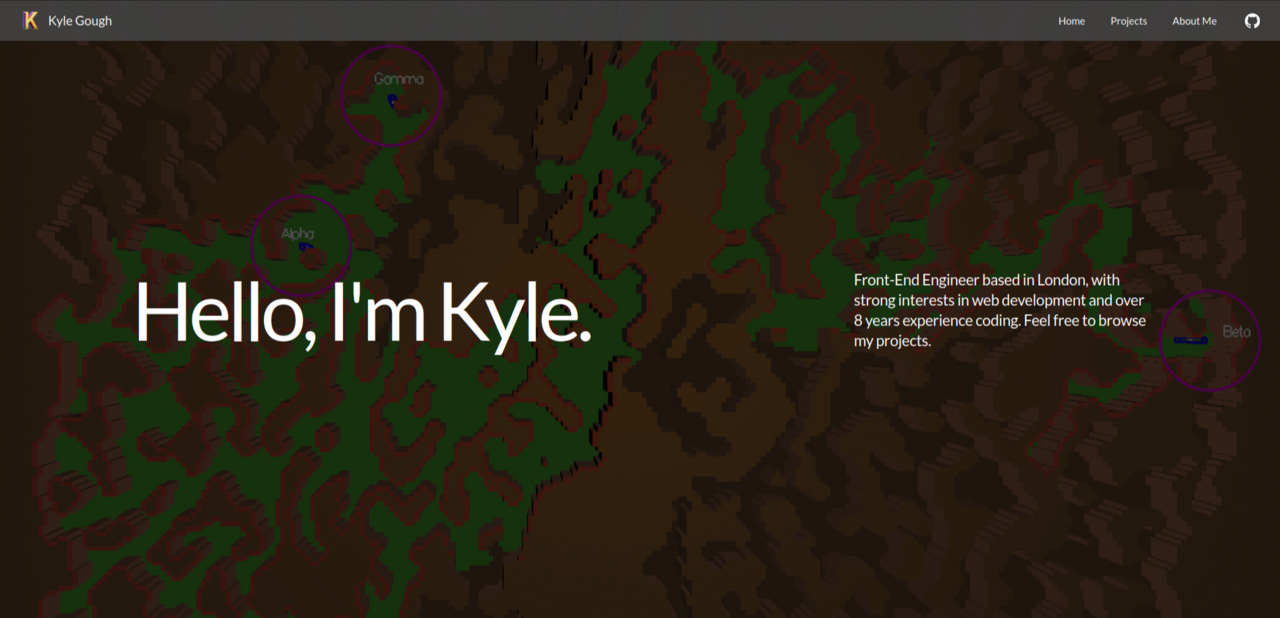 K Kyle Gough
Home Projects About Me
Gamma
Alpha
Hello, I'm Kyle.
Front-End Engineer based in London, with
strong interests in web development and over
8 years experience coding. Feel free to browse
my projects.
Beta